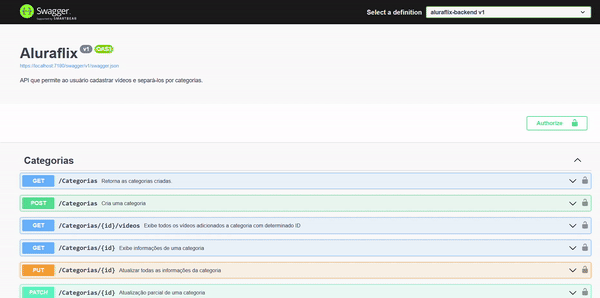 Swagger.
Supported by SMARTBEAR
Select a definition
aluraflix-backend v1
Aluraflix v1 OAS3
https://localhost:7180/swagger/v1/swagger.json
API que permite ao usuário cadastrar vídeos e separá-los por categorias.
Authorize
Categorias
GET /Categorias Retorna as categorias criadas.
POST /Categorias Cria uma categoria
GET /Categorias/{id}/videos Exibe todos os vídeos adicionados a categoria com determinado ID
GET /Categorias/{id} Exibe informações de uma categoria
PUT /Categorias/{id} Atualizar todas as informações da categoria
PATCH /Categorias/{id} Atualização parcial de uma categoria